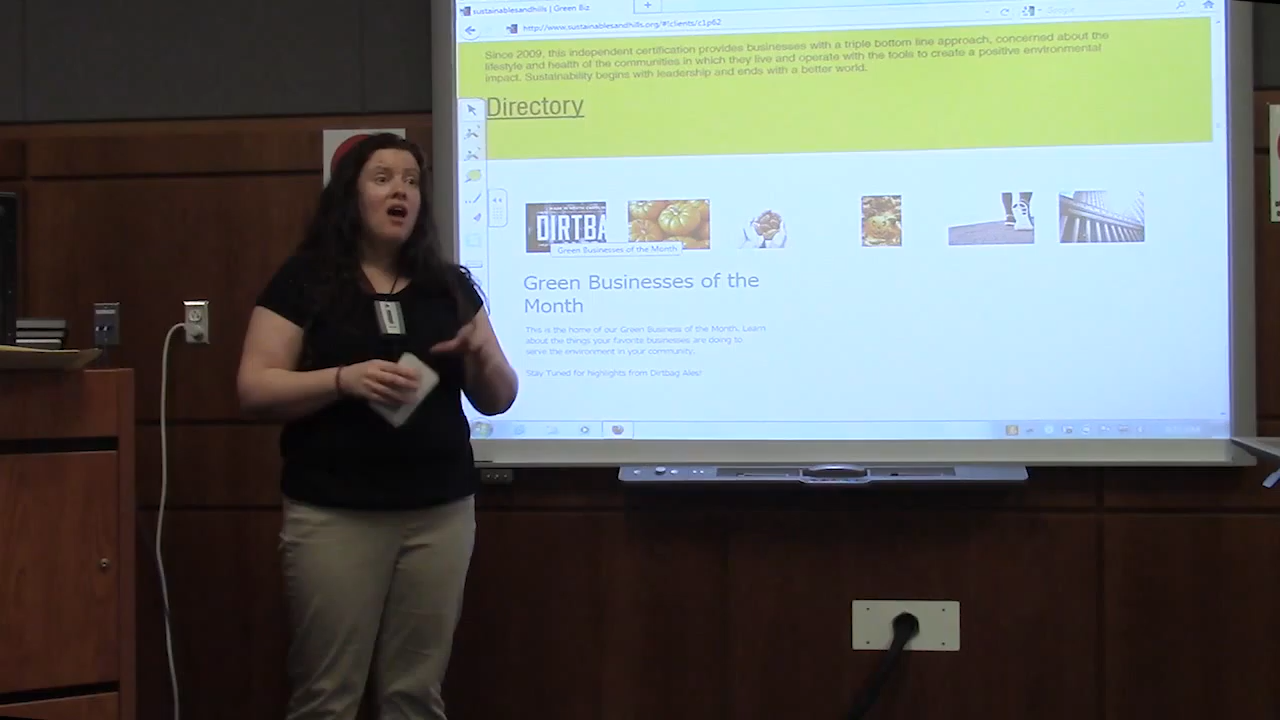 sustainablesandhills | Green Biz
http://www.sustainablesandhills.org/#!clients/c1p62
Google
Since 2009, this independent certification provides businesses with a triple bottom line approach, concerned about the
lifestyle and health of the communities in which they live and operate with the tools to create a positive environmental
impact. Sustainability begins with leadership and ends with a better world.
Directory
DIRTBA
Green Businesses of the Month
Green Businesses of the
Month
This is the home of our Green Business of the Month. Learn
about the things your favorite businesses are doing to
serve the environment in your community.
Stay Tuned for highlights from Dirtbag Ales!